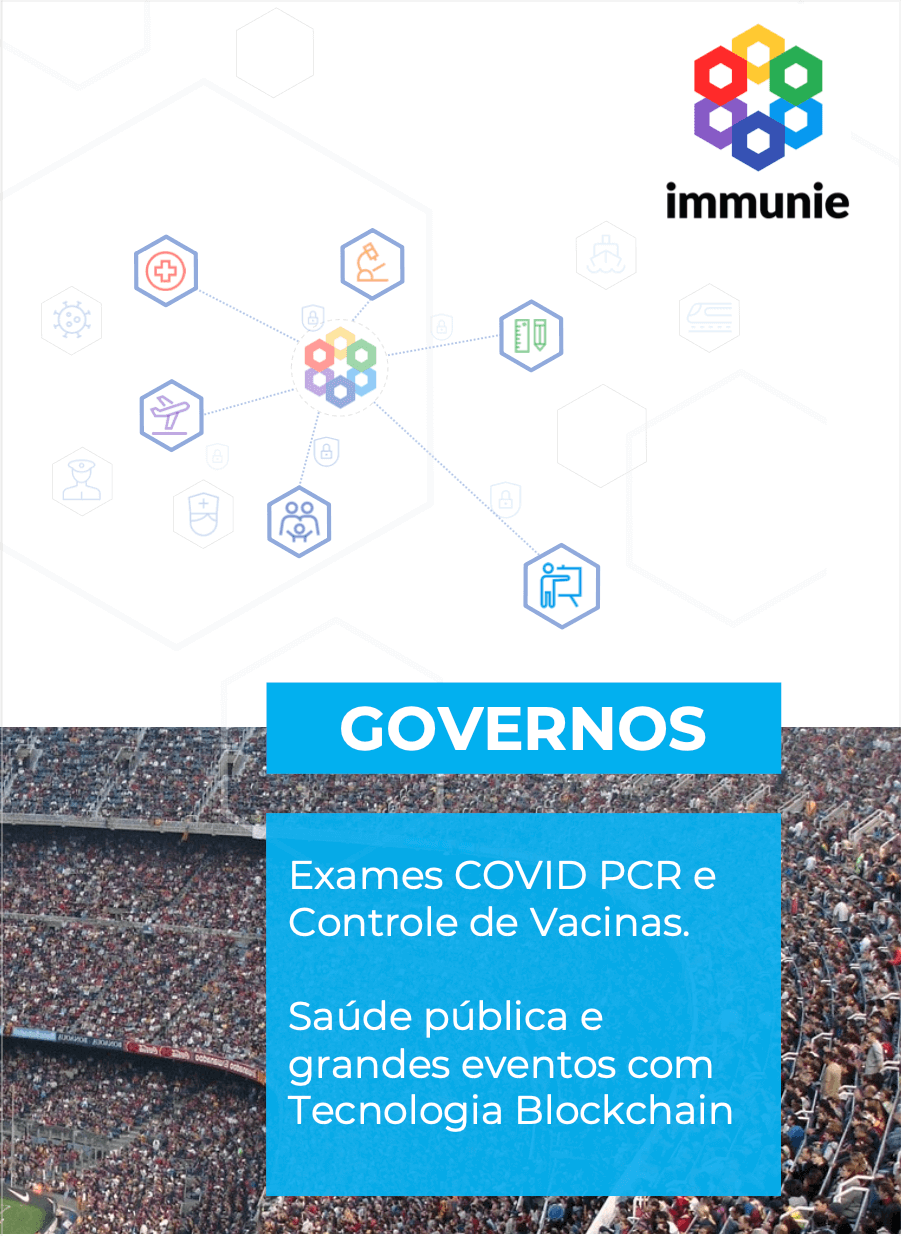 immunie
GOVERNOS
Exames COVID PCR e
Controle de Vacinas.
Saúde pública e
grandes eventos com
Tecnologia Blockchain